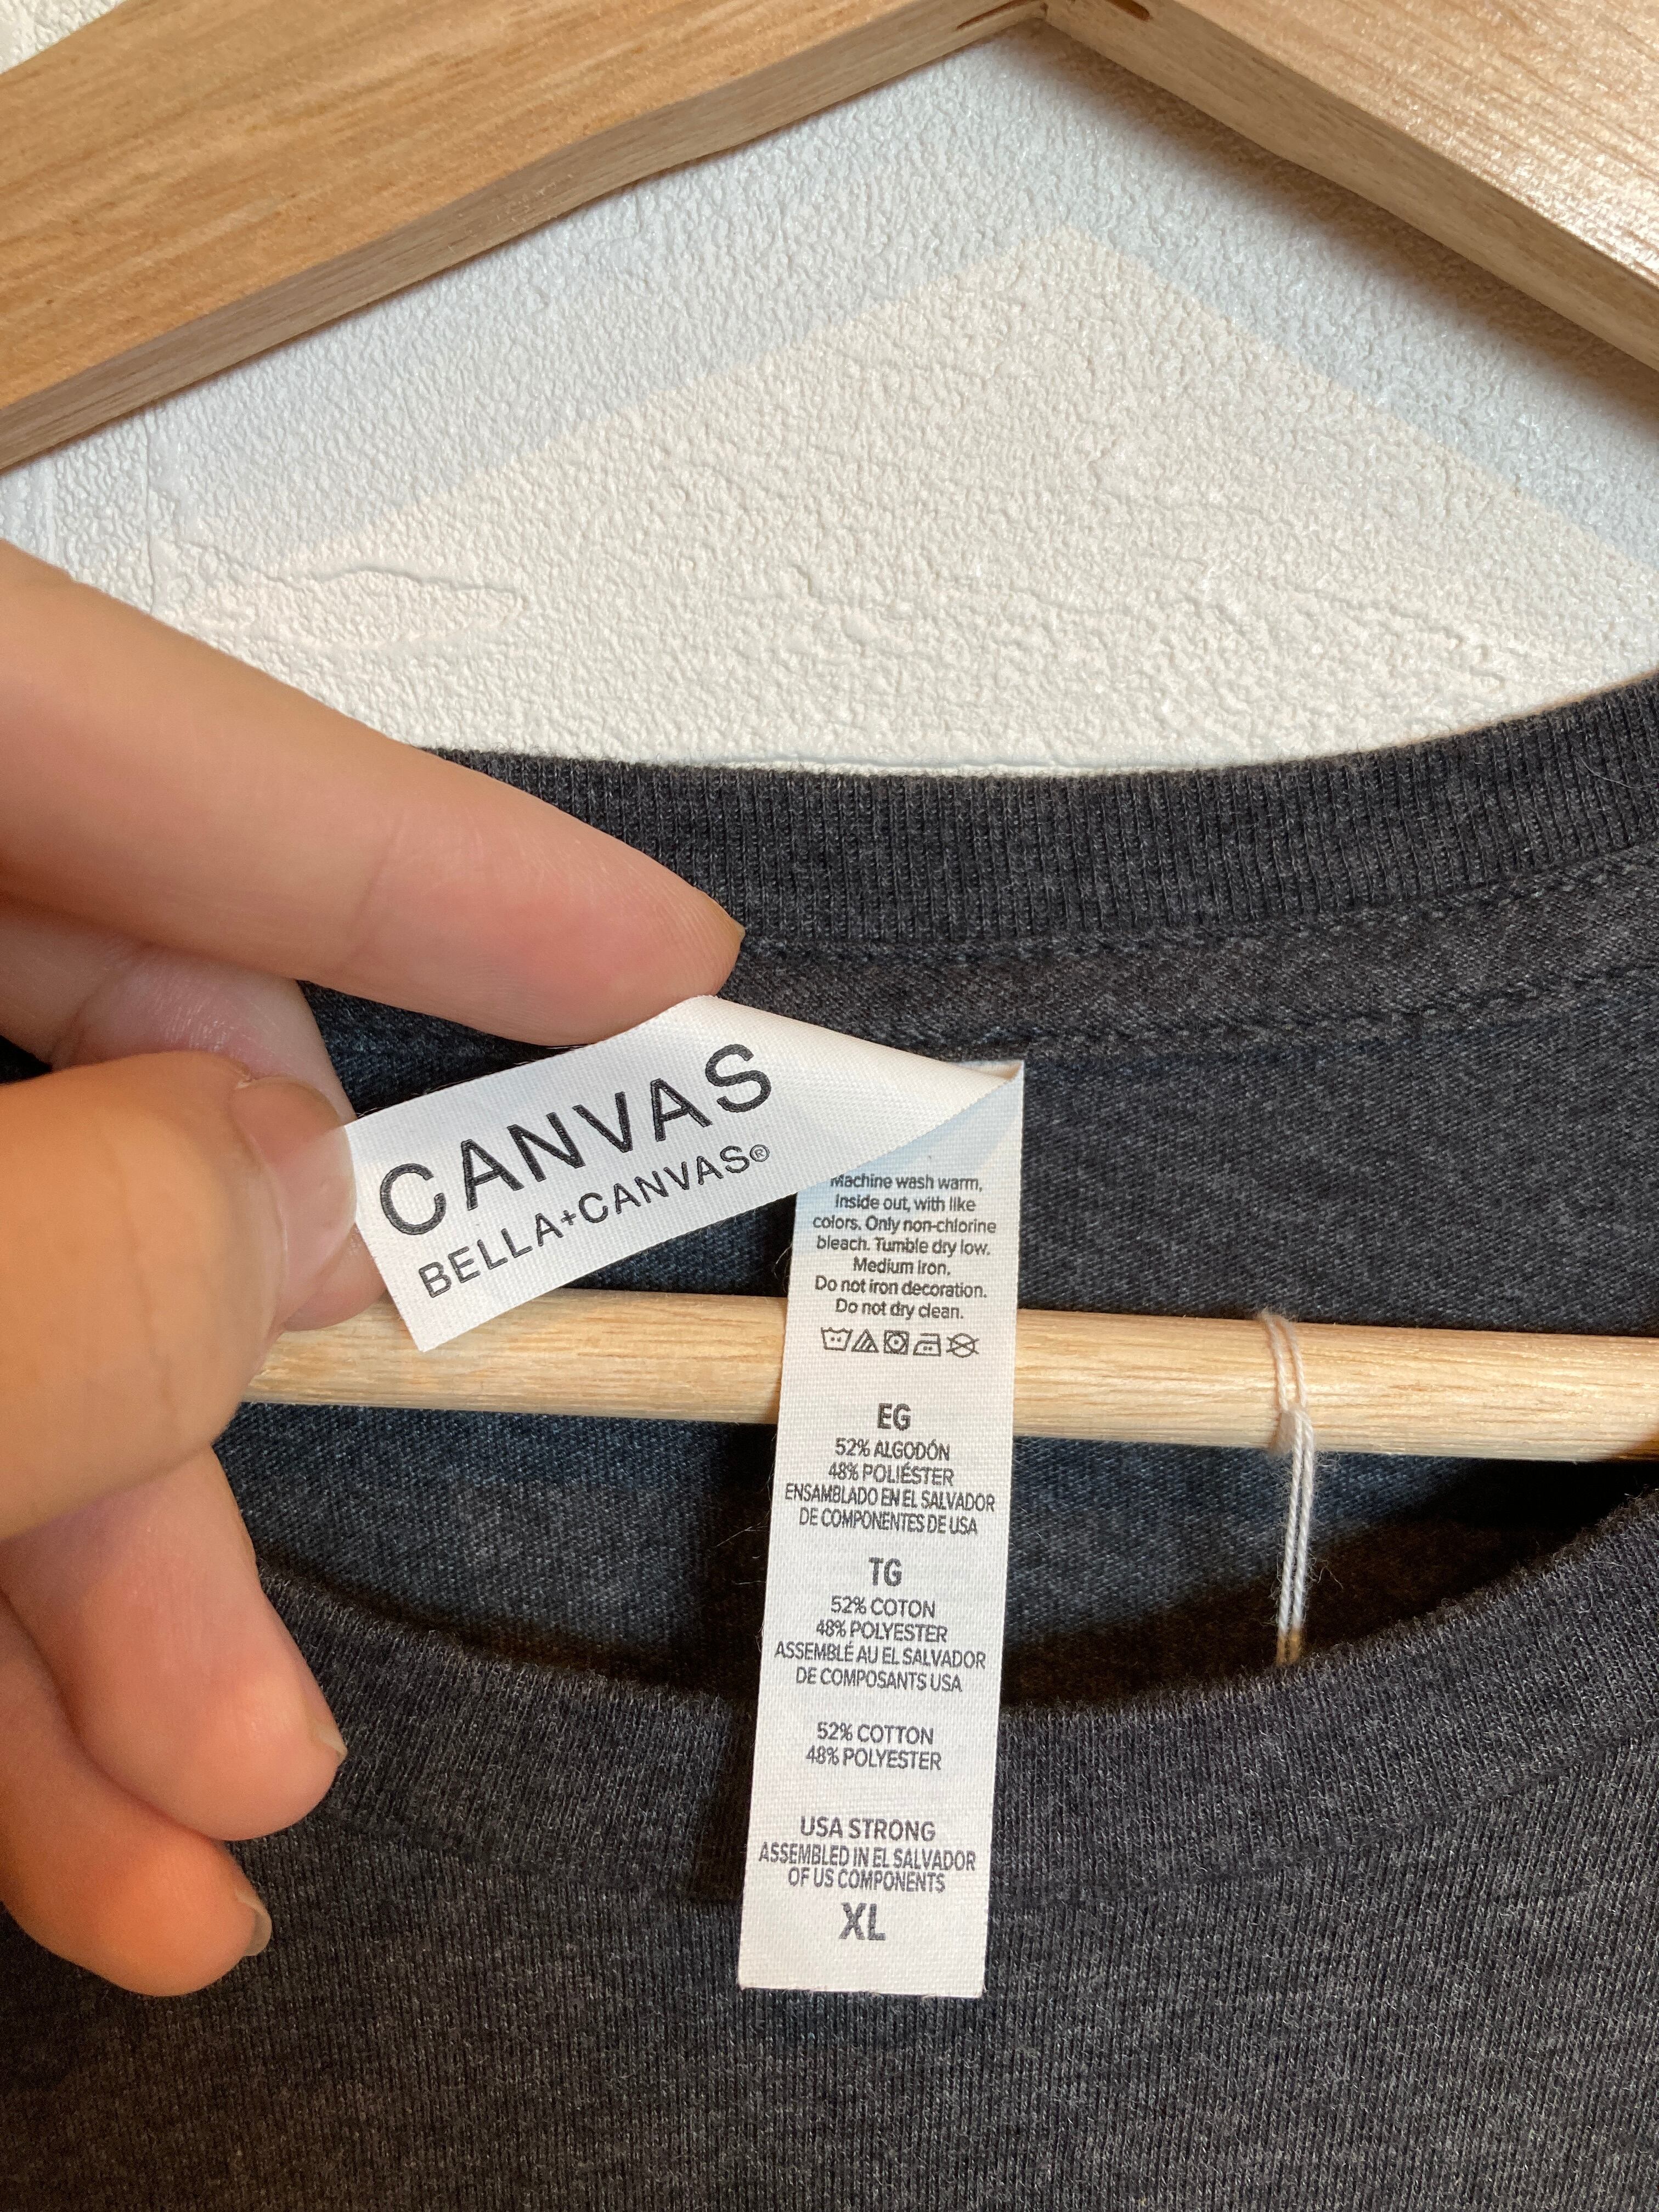 CANVAS
BELLA+CANVAS®
Machine wash warm,
inside out, with like
colors. Only non-chlorine
bleach. Tumble dry low.
Medium iron.
Do not iron decoration.
Do not dry clean.
EG
52% ALGODÓN
48% POLIÉSTER
ENSAMBLADO EN EL SALVADOR
DE COMPONENTES DE USA
TG
52% COTON
48% POLYESTER
ASSEMBLÉ AU EL SALVADOR
DE COMPOSANTS USA
52% COTTON
48% POLYESTER
USA STRONG
ASSEMBLED IN EL SALVADOR
OF US COMPONENTS
XL